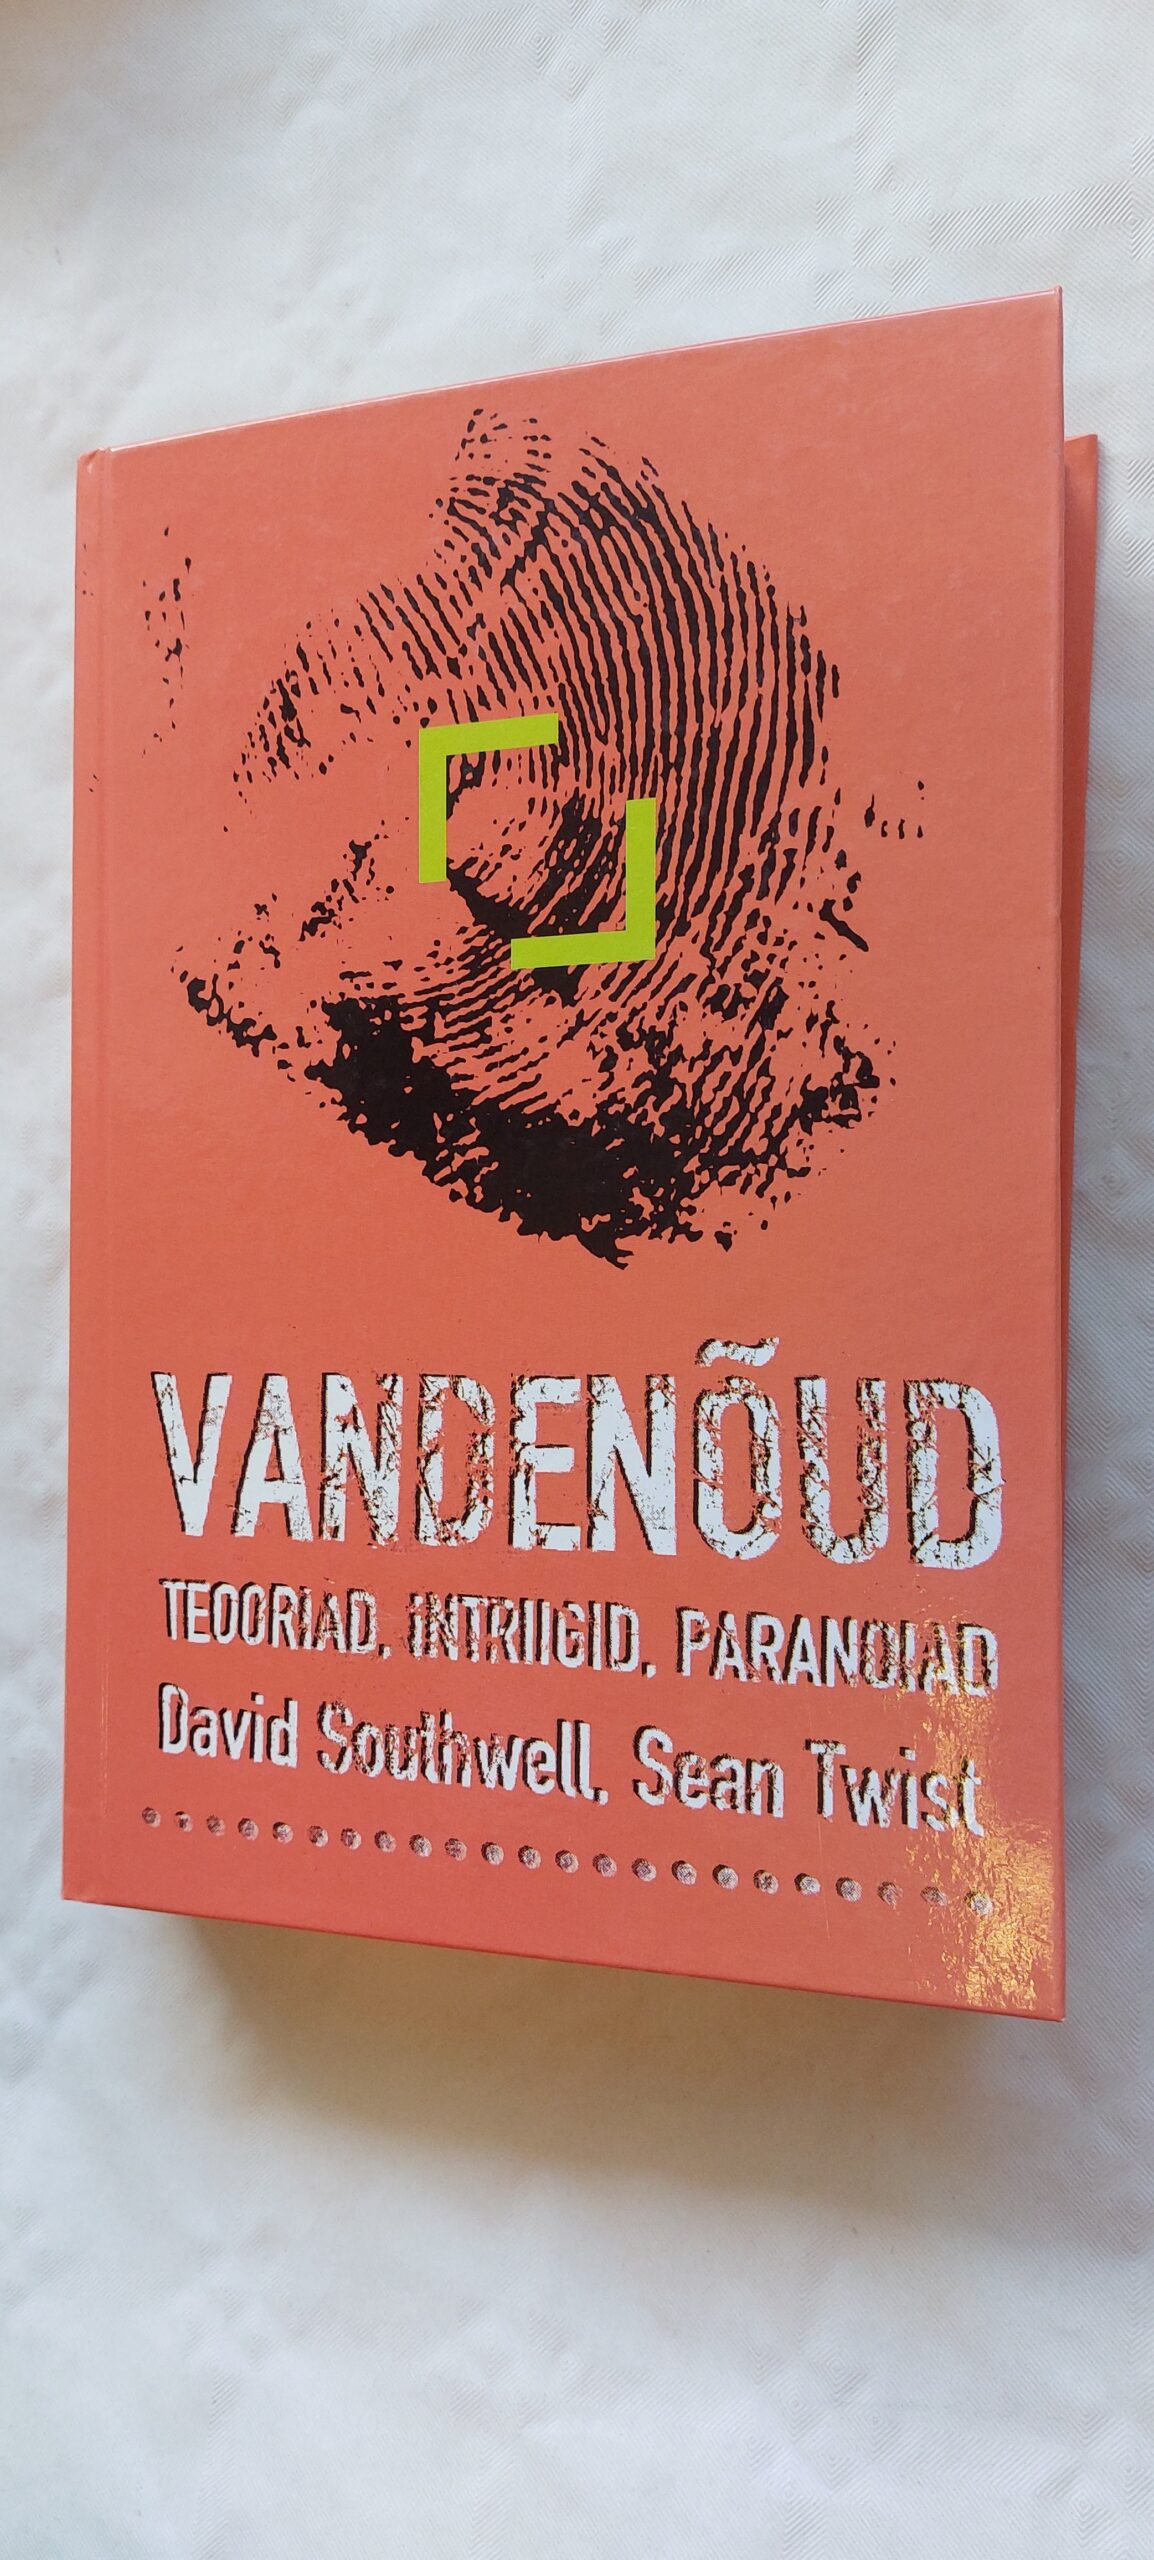 VANDENÕUD
TEOORIAD, INTRIIGID, PARANOIAD
David Southwell, Sean Twist